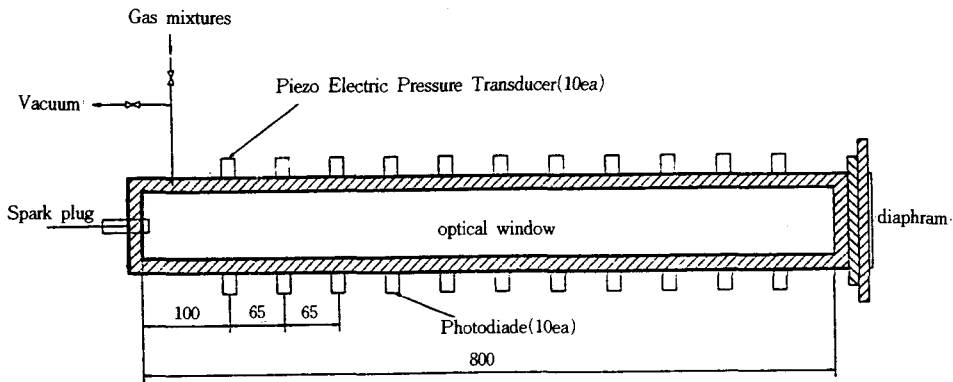 Gas mixtures
Piezo Electric Pressure Transducer(10ea)
Vacuum
Spark plug
optical window
diaphram
100
65
65
Photodiade(10ea)
800